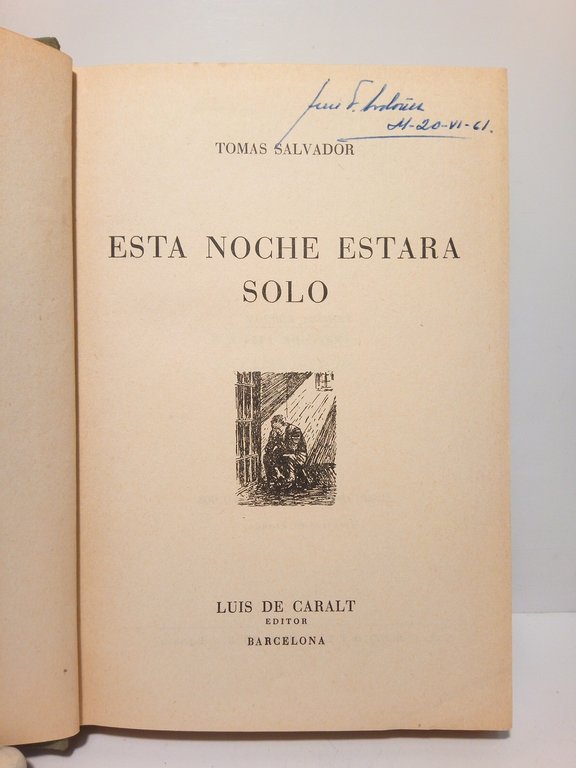 M-20-VI-61.
TOMAS SALVADOR
ESTA NOCHE ESTARA
SOLO
LUIS DE CARALT
EDITOR
BARCELONA